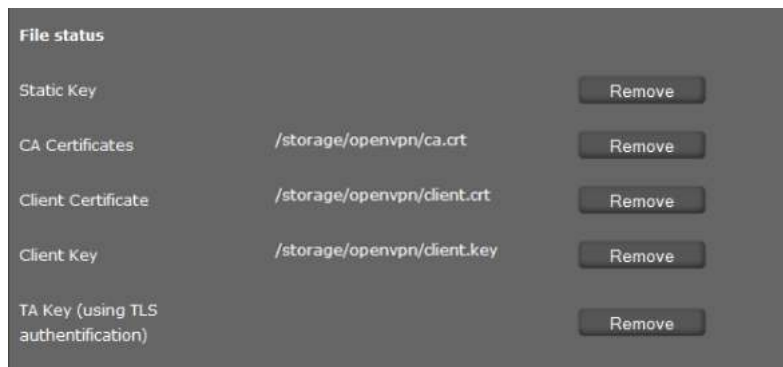 File status
Static Key Remove
CA Certificates /storage/openvpn/ca.crt Remove
Client Certificate /storage/openvpn/client.crt Remove
Client Key /storage/openvpn/client.key Remove
TA Key (using TLS
authentification) Remove